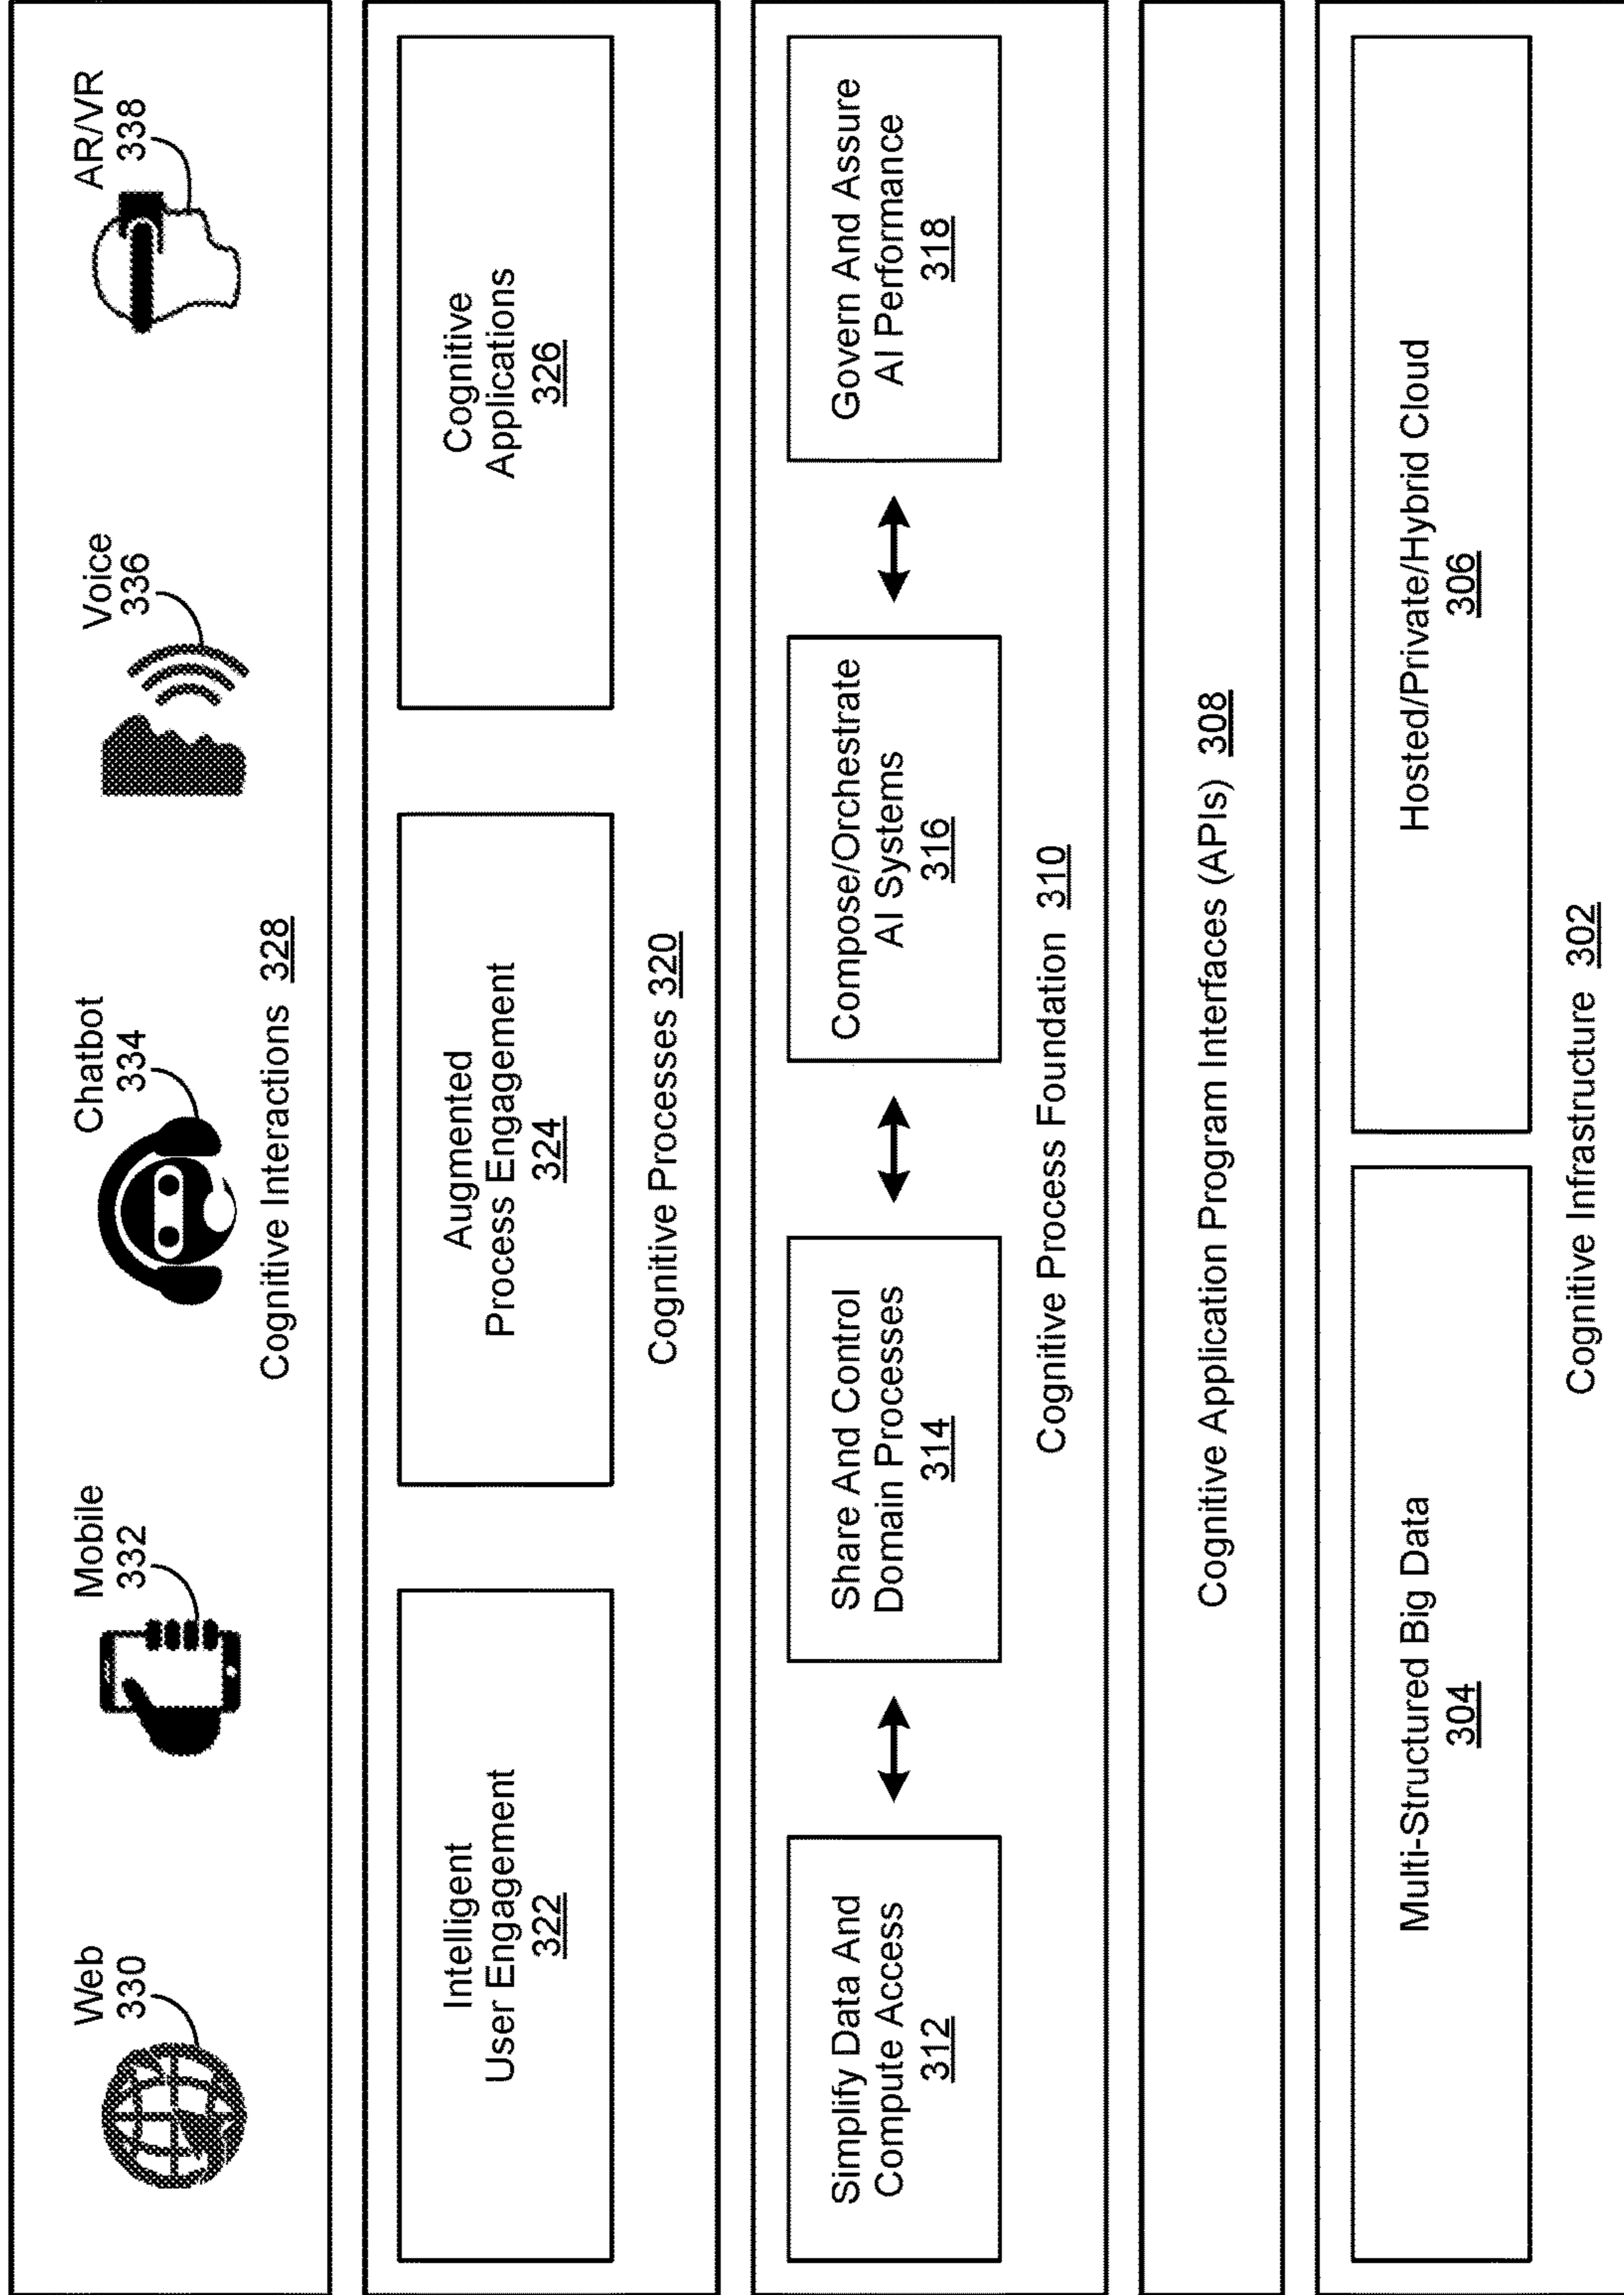 Web
330
Mobile
332
Chatbot
334
Voice
336
AR/VR
338
Cognitive Interactions 328
Intelligent
User Engagement
322
Augmented
Process Engagement
324
Cognitive
Applications
326
Cognitive Processes 320
Simplify Data And
Compute Access
312
Share And Control
Domain Processes
314
Compose/Orchestrate
AI Systems
316
Govern And Assure
AI Performance
318
Cognitive Process Foundation 310
Cognitive Application Program Interfaces (APIs) 308
Multi-Structured Big Data
304
Hosted/Private/Hybrid Cloud
306
Cognitive Infrastructure 302